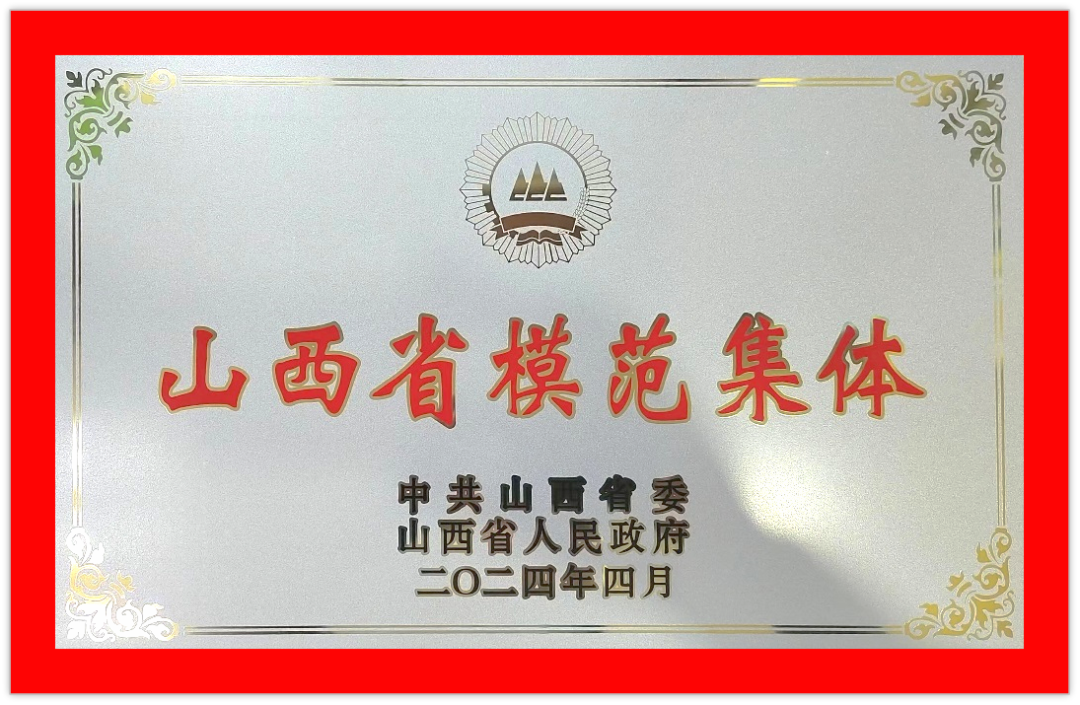 山西省模范集体
中共山西省委
山西省人民政府
二〇二四年四月